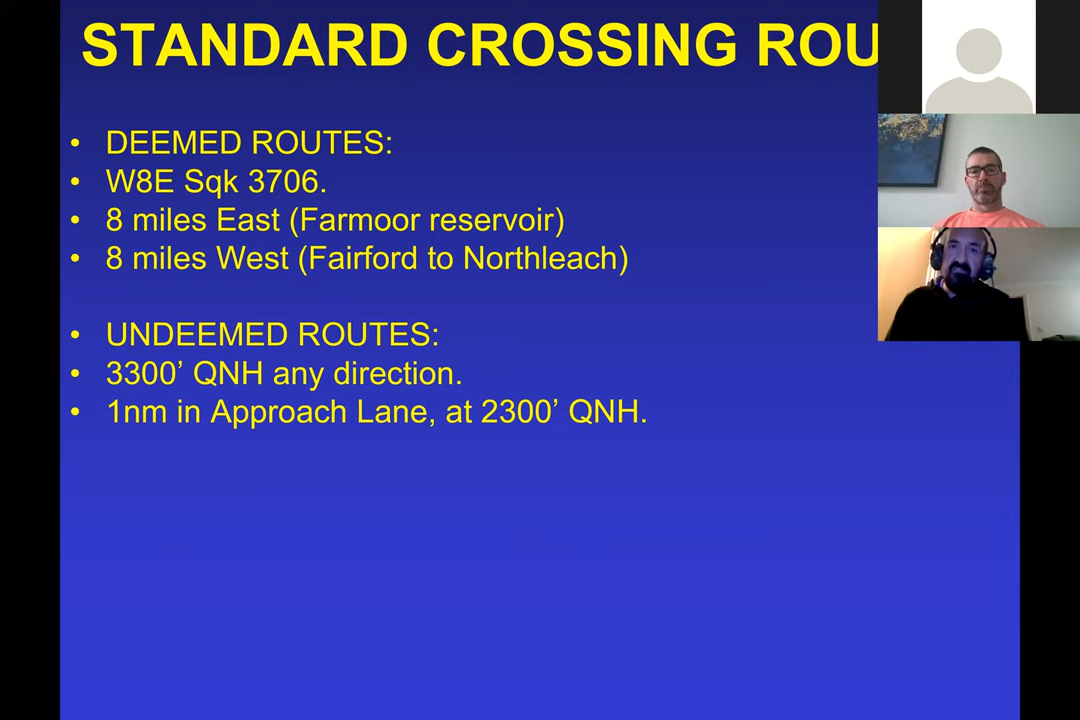 STANDARD CROSSING ROU
• DEEMED ROUTES:
• W8E Sqk 3706.
• 8 miles East (Farmoor reservoir)
• 8 miles West (Fairford to Northleach)
• UNDEEMED ROUTES:
• 3300’ QNH any direction.
• 1nm in Approach Lane, at 2300’ QNH.